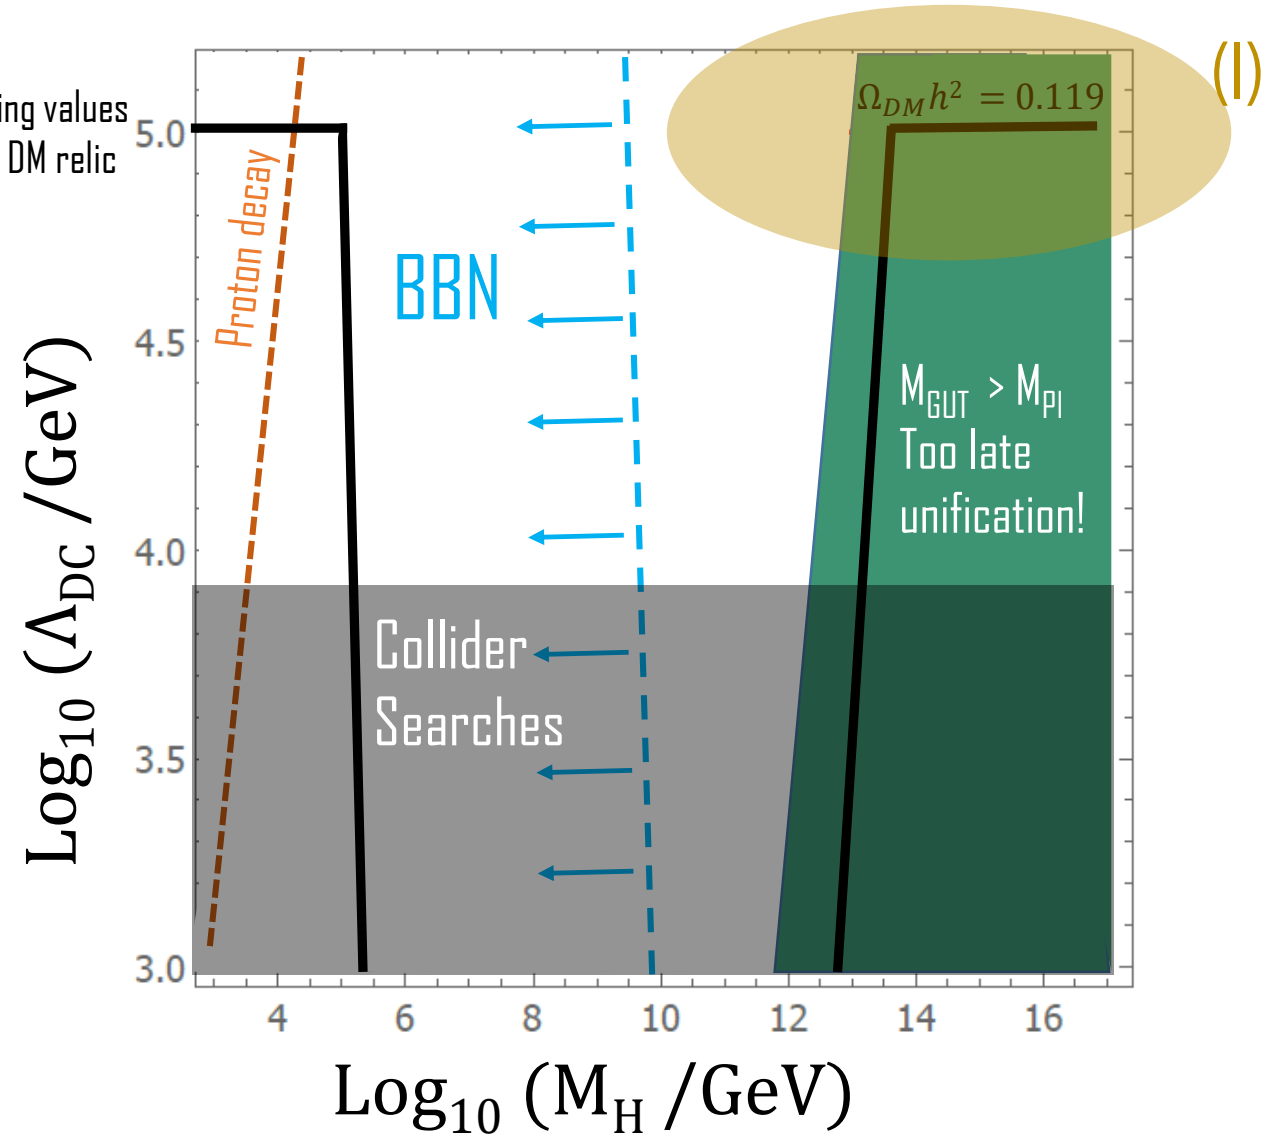 (I)
ing values
DM relic
Ω_DM h² = 0.119
Proton decay
BBN
M_GUT > M_Pl
Too late
unification!
Collider
Searches
5.0
4.5
4.0
3.5
3.0
Log₁₀ (Λ_DC /GeV)
4 6 8 10 12 14 16
Log₁₀ (M_H /GeV)